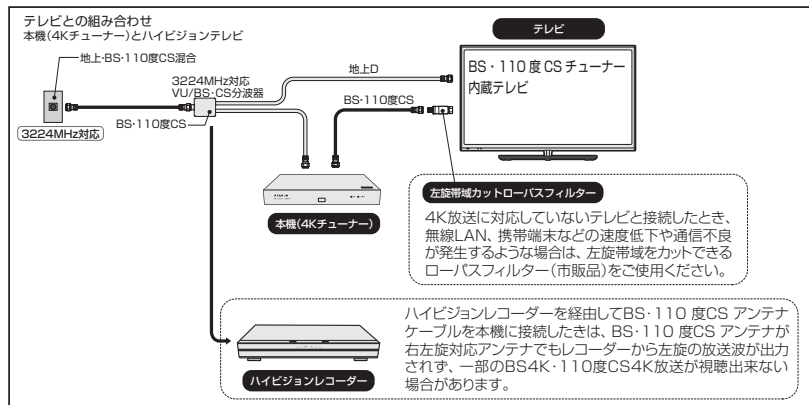 テレビとの組み合わせ
本機(4Kチューナー)とハイビジョンテレビ
地上・BS・110度CS混合
3224MHz対応
3224MHz対応
VU/BS・CS分波器
BS・110度CS
地上D
BS・110度CS
テレビ
BS・110度CSチューナー
内蔵テレビ
本機(4Kチューナー)
左旋帯域カットローパスフィルター
4K放送に対応していないテレビと接続したとき、
無線LAN、携帯端末などの速度低下や通信不良
が発生するような場合は、左旋帯域をカットできる
ローパスフィルター(市販品)をご使用ください。
ハイビジョンレコーダー
ハイビジョンレコーダーを経由してBS・110 度CS アンテナ
ケーブルを本機に接続したきは、BS・110 度CS アンテナが
右左旋対応アンテナでもレコーダーから左旋の放送波が出力
されず、一部のBS4K・110度CS4K放送が視聴出来ない
場合があります。